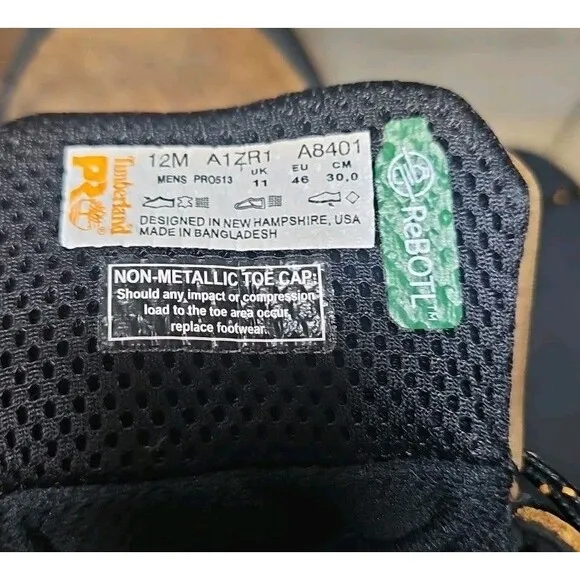 Timberland
PRO
12M A1ZR1 A8401
UK EU CM
MENS PRO513 11 46 30,0
DESIGNED IN NEW HAMPSHIRE, USA
MADE IN BANGLADESH
ReBOTL™
NON-METALLIC TOE CAP:
Should any impact or compression
load to the toe area occur,
replace footwear.